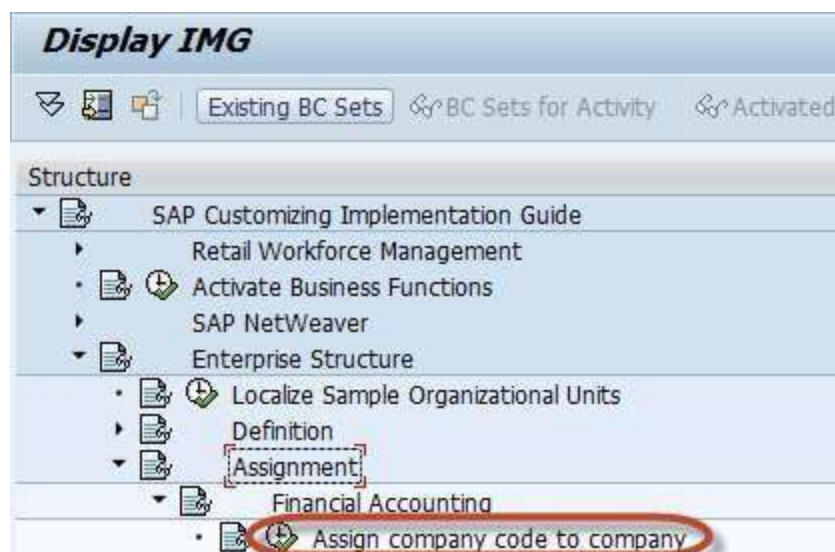 Display IMG
Existing BC Sets BC Sets for Activity Activated
Structure
SAP Customizing Implementation Guide
Retail Workforce Management
Activate Business Functions
SAP NetWeaver
Enterprise Structure
Localize Sample Organizational Units
Definition
Assignment
Financial Accounting
Assign company code to company